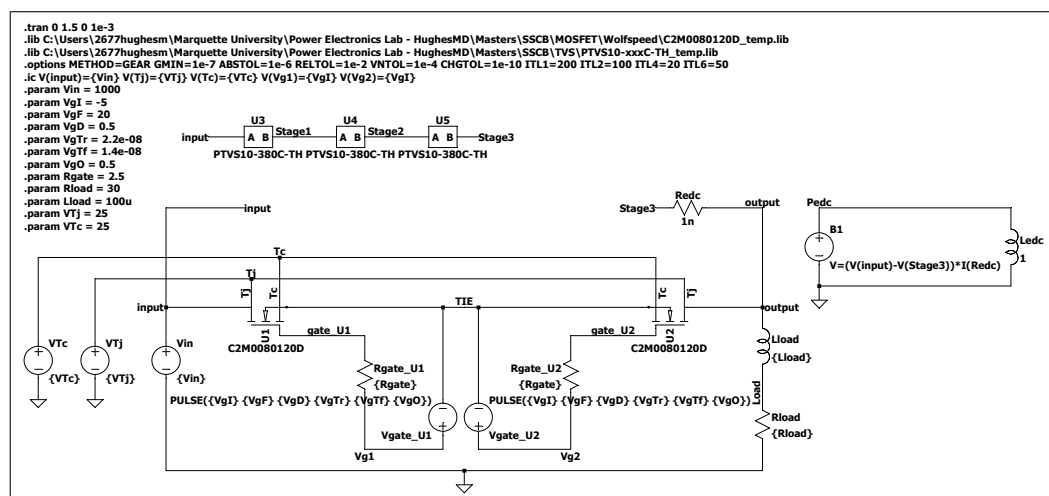 .tran 0 1.5 0 1e-3
.lib C:\Users\2677hughesm\Marquette University\Power Electronics Lab - HughesMD\Masters\SSCB\MOSFET\Wolfspeed\C2M0080120D_temp.lib
.lib C:\Users\2677hughesm\Marquette University\Power Electronics Lab - HughesMD\Masters\SSCB\TVS\PTVS10-xxxC-TH_temp.lib
.options METHOD=GEAR GMIN=1e-7 ABSTOL=1e-6 RELTOL=1e-2 VNTOL=1e-4 CHGTOL=1e-10 ITL1=200 ITL2=100 ITL4=20 ITL6=50
.ic V(input)={Vin} V(Tj)={VTj} V(Tc)={VTc} V(Vg1)={VgI} V(Vg2)={VgI}
.param Vin = 1000
.param VgI = -5
.param VgF = 20
.param VgD = 0.5
.param VgTr = 2.2e-08
.param VgTf = 1.4e-08
.param VgO = 0.5
.param Rgate = 2.5
.param Rload = 30
.param Lload = 100u
.param VTj = 25
.param VTc = 25
U3 U4 U5
input A B Stage1 A B Stage2 A B Stage3
PTVS10-380C-TH PTVS10-380C-TH PTVS10-380C-TH
input
Stage3 Redc output
1n
Pedc
B1
V=(V(input)-V(Stage3))*I(Redc)
Ledc
1
Tc
Tj
input Tj Tc TIE Tc Tj output
U1 gate_U1 gate_U2 U2
C2M0080120D C2M0080120D
VTc VTj Vin
{VTc} {VTj} {Vin}
Rgate_U1 Rgate_U2
{Rgate} {Rgate}
PULSE({VgI} {VgF} {VgD} {VgTr} {VgTf} {VgO}) PULSE({VgI} {VgF} {VgD} {VgTr} {VgTf} {VgO})
Vgate_U1 Vgate_U2
Vg1 Vg2
Lload
{Lload}
Load
Rload
{Rload}